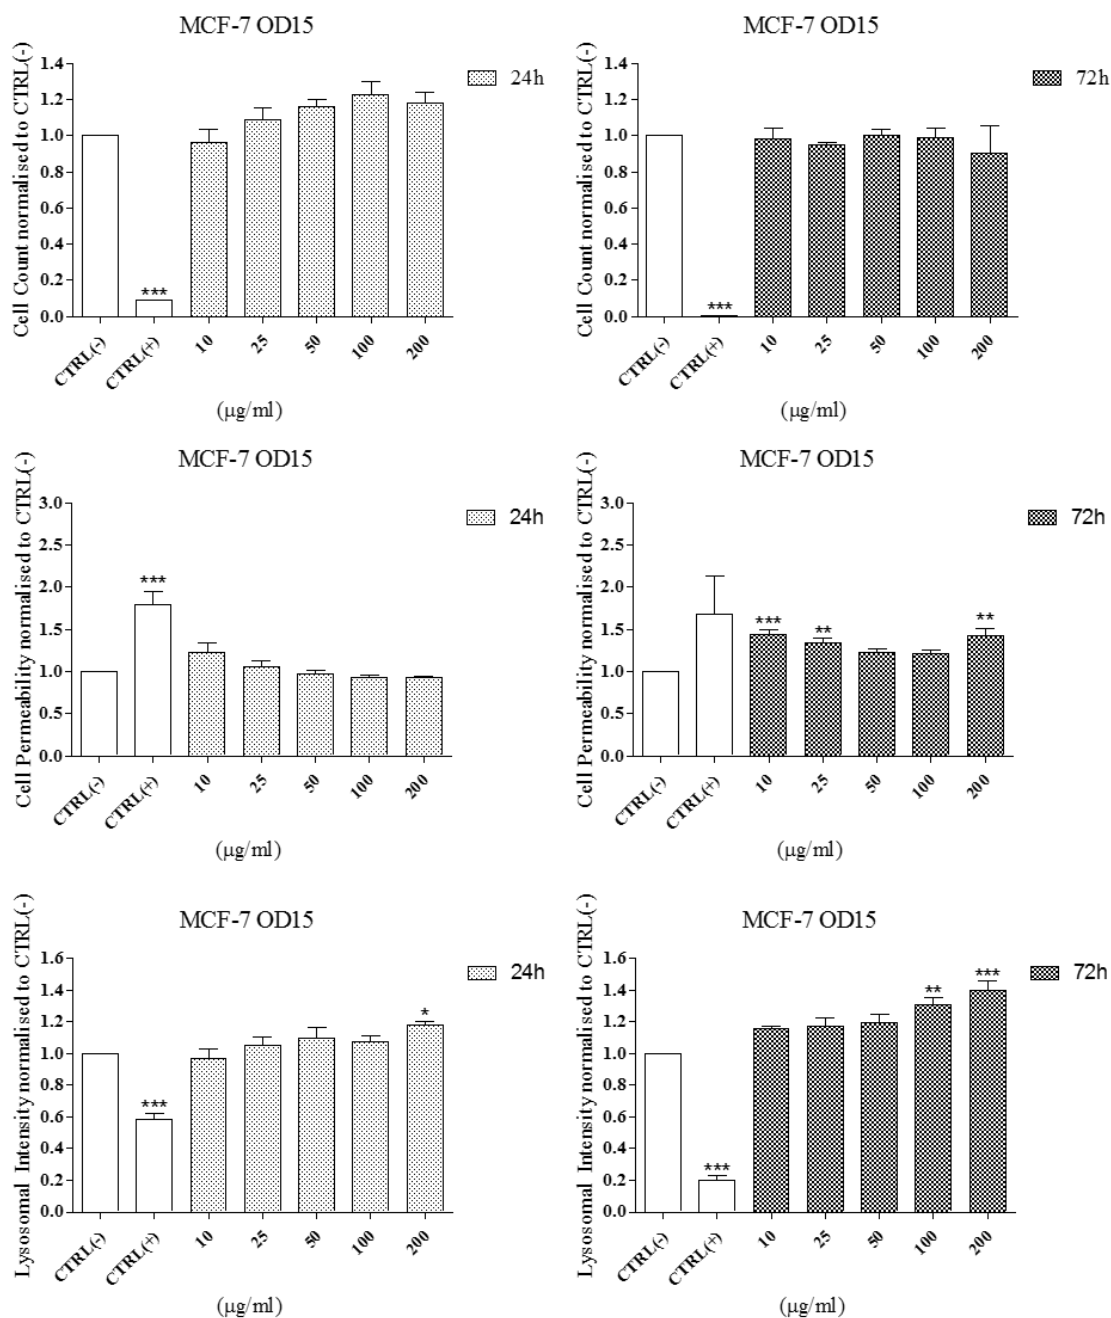 MCF-7 OD15
Cell Count normalised to CTRL(-)
1.4
1.2
1.0
0.8
0.6
0.4
0.2
0.0
***
24h
CTRL(-) CTRL(+) 10 25 50 100 200
(µg/ml)
MCF-7 OD15
Cell Count normalised to CTRL(-)
1.4
1.2
1.0
0.8
0.6
0.4
0.2
0.0
***
72h
CTRL(-) CTRL(+) 10 25 50 100 200
(µg/ml)
MCF-7 OD15
Cell Permeability normalised to CTRL(-)
3.0
2.5
2.0
1.5
1.0
0.5
0.0
***
24h
CTRL(-) CTRL(+) 10 25 50 100 200
(µg/ml)
MCF-7 OD15
Cell Permeability normalised to CTRL(-)
3.0
2.5
2.0
1.5
1.0
0.5
0.0
*** ** **
72h
CTRL(-) CTRL(+) 10 25 50 100 200
(µg/ml)
MCF-7 OD15
Lysosomal Intensity normalised to CTRL(-)
1.6
1.4
1.2
1.0
0.8
0.6
0.4
0.2
0.0
*** *
24h
CTRL(-) CTRL(+) 10 25 50 100 200
(µg/ml)
MCF-7 OD15
Lysosomal Intensity normalised to CTRL(-)
1.6
1.4
1.2
1.0
0.8
0.6
0.4
0.2
0.0
*** ** ***
72h
CTRL(-) CTRL(+) 10 25 50 100 200
(µg/ml)